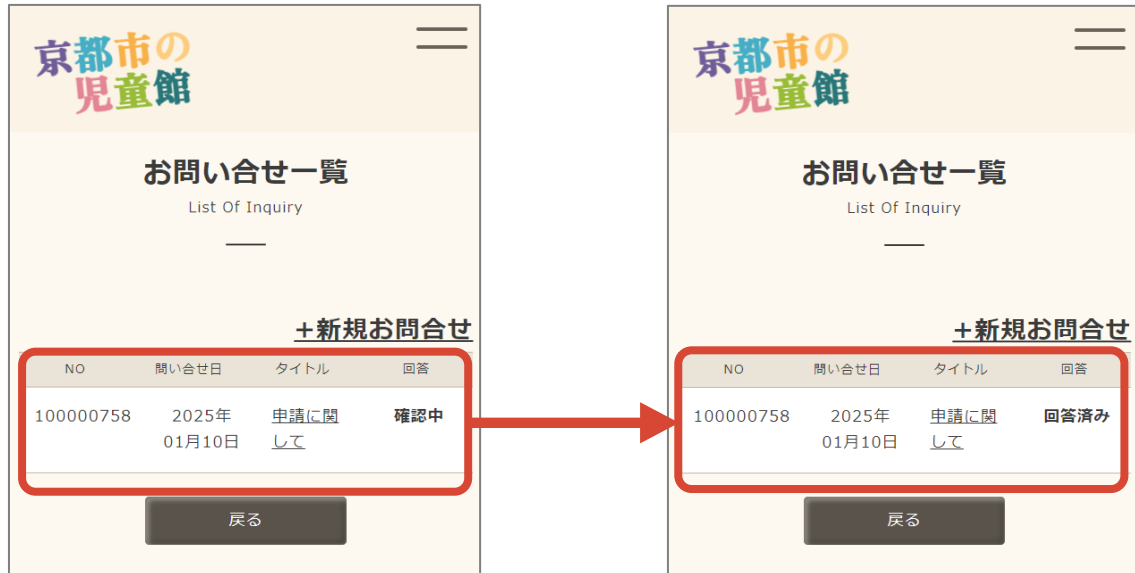 京都市の
児童館
お問い合せ一覧
List Of Inquiry
+新規お問合せ
NO 問い合せ日 タイトル 回答
100000758 2025年 申請に関 確認中
01月10日 して
戻る
京都市の
児童館
お問い合せ一覧
List Of Inquiry
+新規お問合せ
NO 問い合せ日 タイトル 回答
100000758 2025年 申請に関 回答済み
01月10日 して
戻る